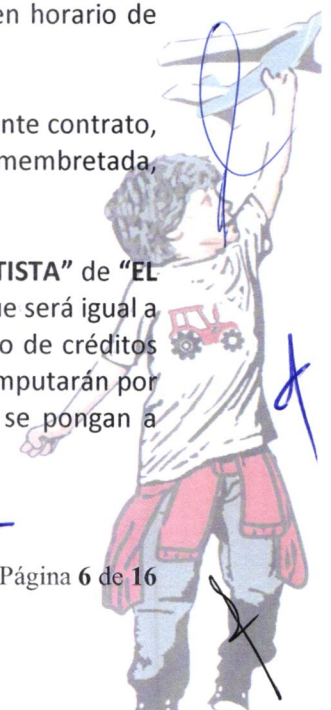 en horario de
nte contrato,
membretada,
TISTA” de “EL
ue será igual a
o de créditos
mputarán por
se pongan a
Página 6 de 16